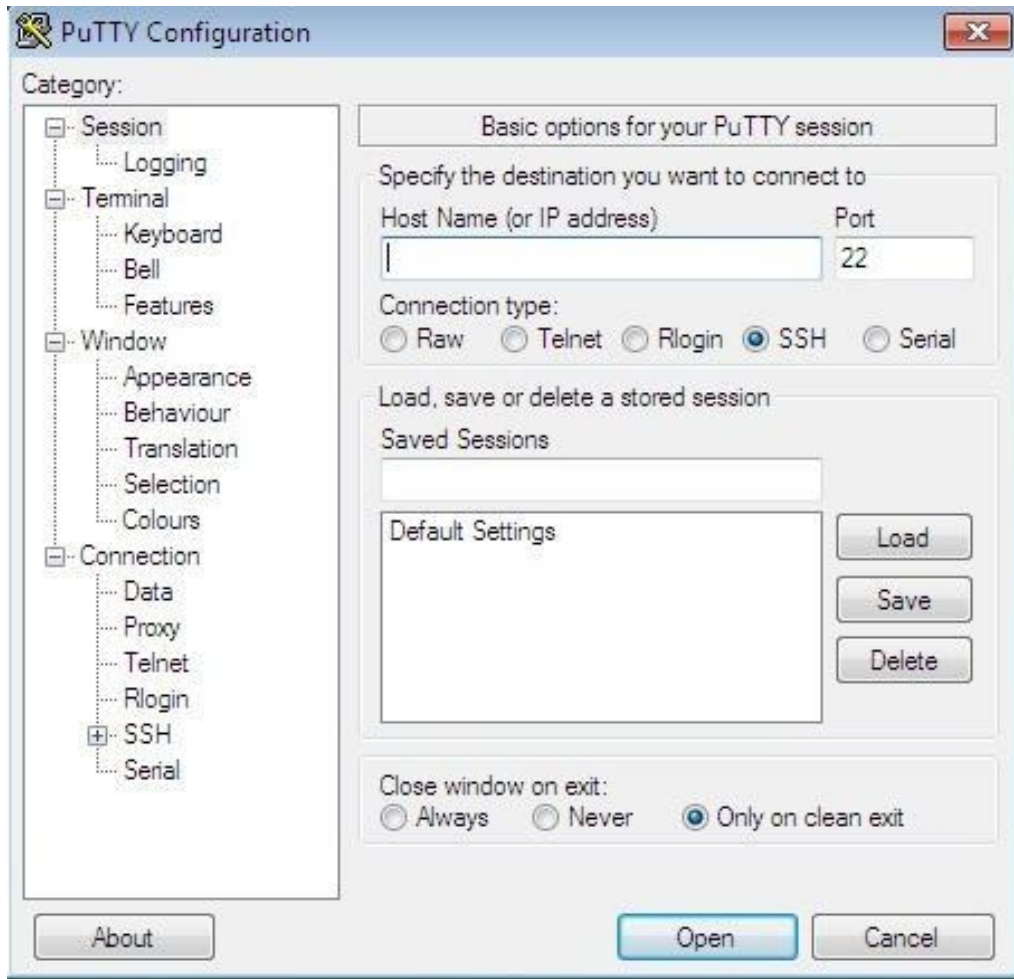 PuTTY Configuration
Category:
Session
Logging
Terminal
Keyboard
Bell
Features
Window
Appearance
Behaviour
Translation
Selection
Colours
Connection
Data
Proxy
Telnet
Rlogin
SSH
Serial
Basic options for your PuTTY session
Specify the destination you want to connect to
Host Name (or IP address) Port
22
Connection type:
Raw Telnet Rlogin SSH Serial
Load, save or delete a stored session
Saved Sessions
Default Settings
Load
Save
Delete
Close window on exit:
Always Never Only on clean exit
About Open Cancel